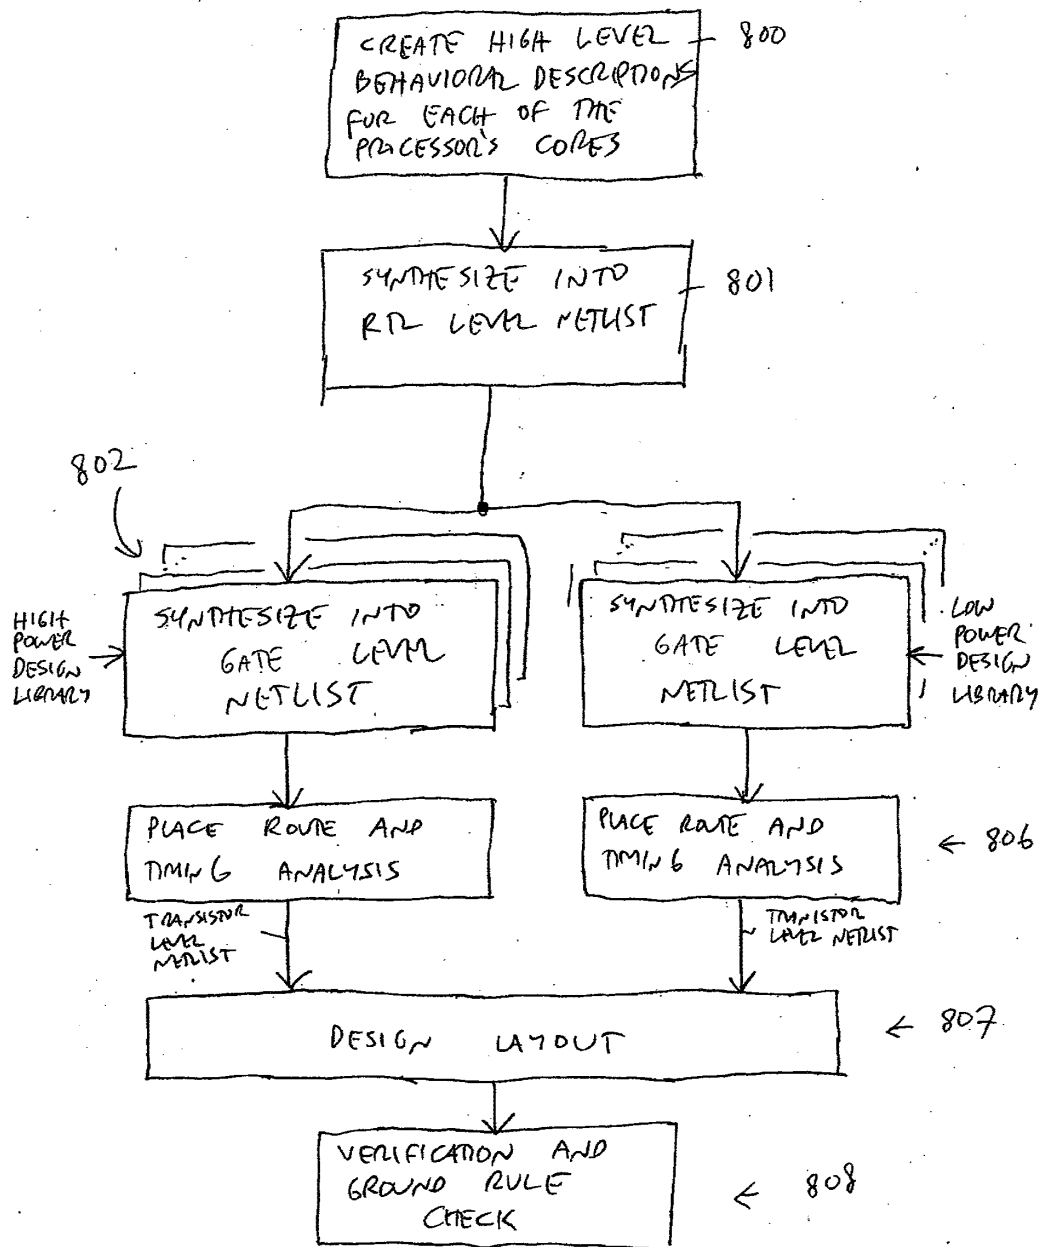 CREATE HIGH LEVEL
BEHAVIORAL DESCRIPTIONS
FOR EACH OF THE
PROCESSOR'S CORES
800
SYNTHESIZE INTO
RTL LEVEL NETLIST
801
802
HIGH
POWER
DESIGN
LIBRARY
SYNTHESIZE INTO
GATE LEVEL
NETLIST
SYNTHESIZE INTO
GATE LEVEL
NETLIST
LOW
POWER
DESIGN
LIBRARY
PLACE ROUTE AND
TIMING ANALYSIS
PLACE ROUTE AND
TIMING ANALYSIS
806
TRANSISTOR
LEVEL
NETLIST
TRANISTOR
LEVEL NETLIST
DESIGN LAYOUT
807
VERIFICATION AND
GROUND RULE
CHECK
808